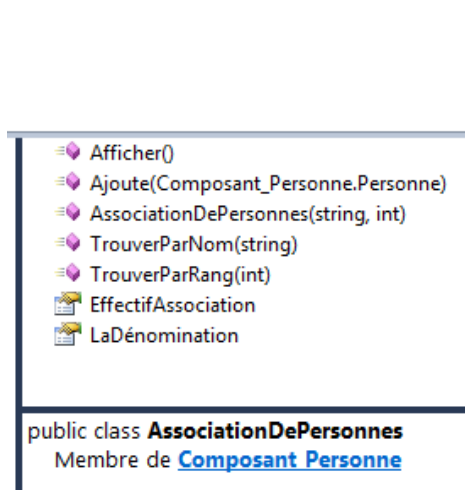 Afficher()
Ajoute(Composant_Personne.Personne)
AssociationDePersonnes(string, int)
TrouverParNom(string)
TrouverParRang(int)
EffectifAssociation
LaDénomination
public class AssociationDePersonnes
Membre de Composant Personne